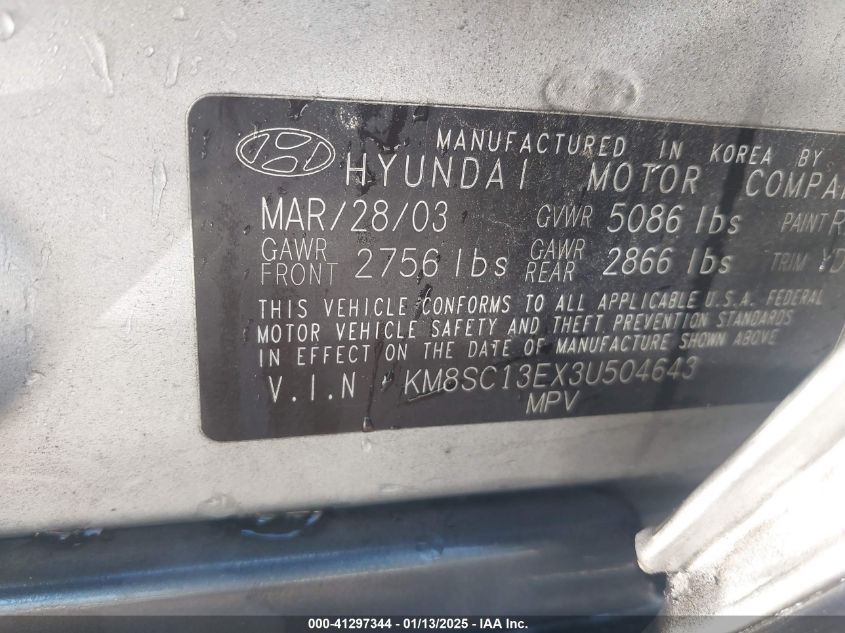 MANUFACTURED IN KOREA BY
HYUNDAI MOTOR
MAR/28/03 GVWR 5086 lbs PAINT
GAWR FRONT 2756 lbs GAWR REAR 2866 lbs TRIM
THIS VEHICLE CONFORMS TO ALL APPLICABLE U.S.A. FEDERAL
MOTOR VEHICLE SAFETY AND THEFT PREVENTION STANDARDS
IN EFFECT ON THE DATE OF MANUFACTURE SHOWN ABOVE
V.I.N KM8SC13EX3U504643
MPV
000-41297344 - 01/13/2025 - IAA Inc.